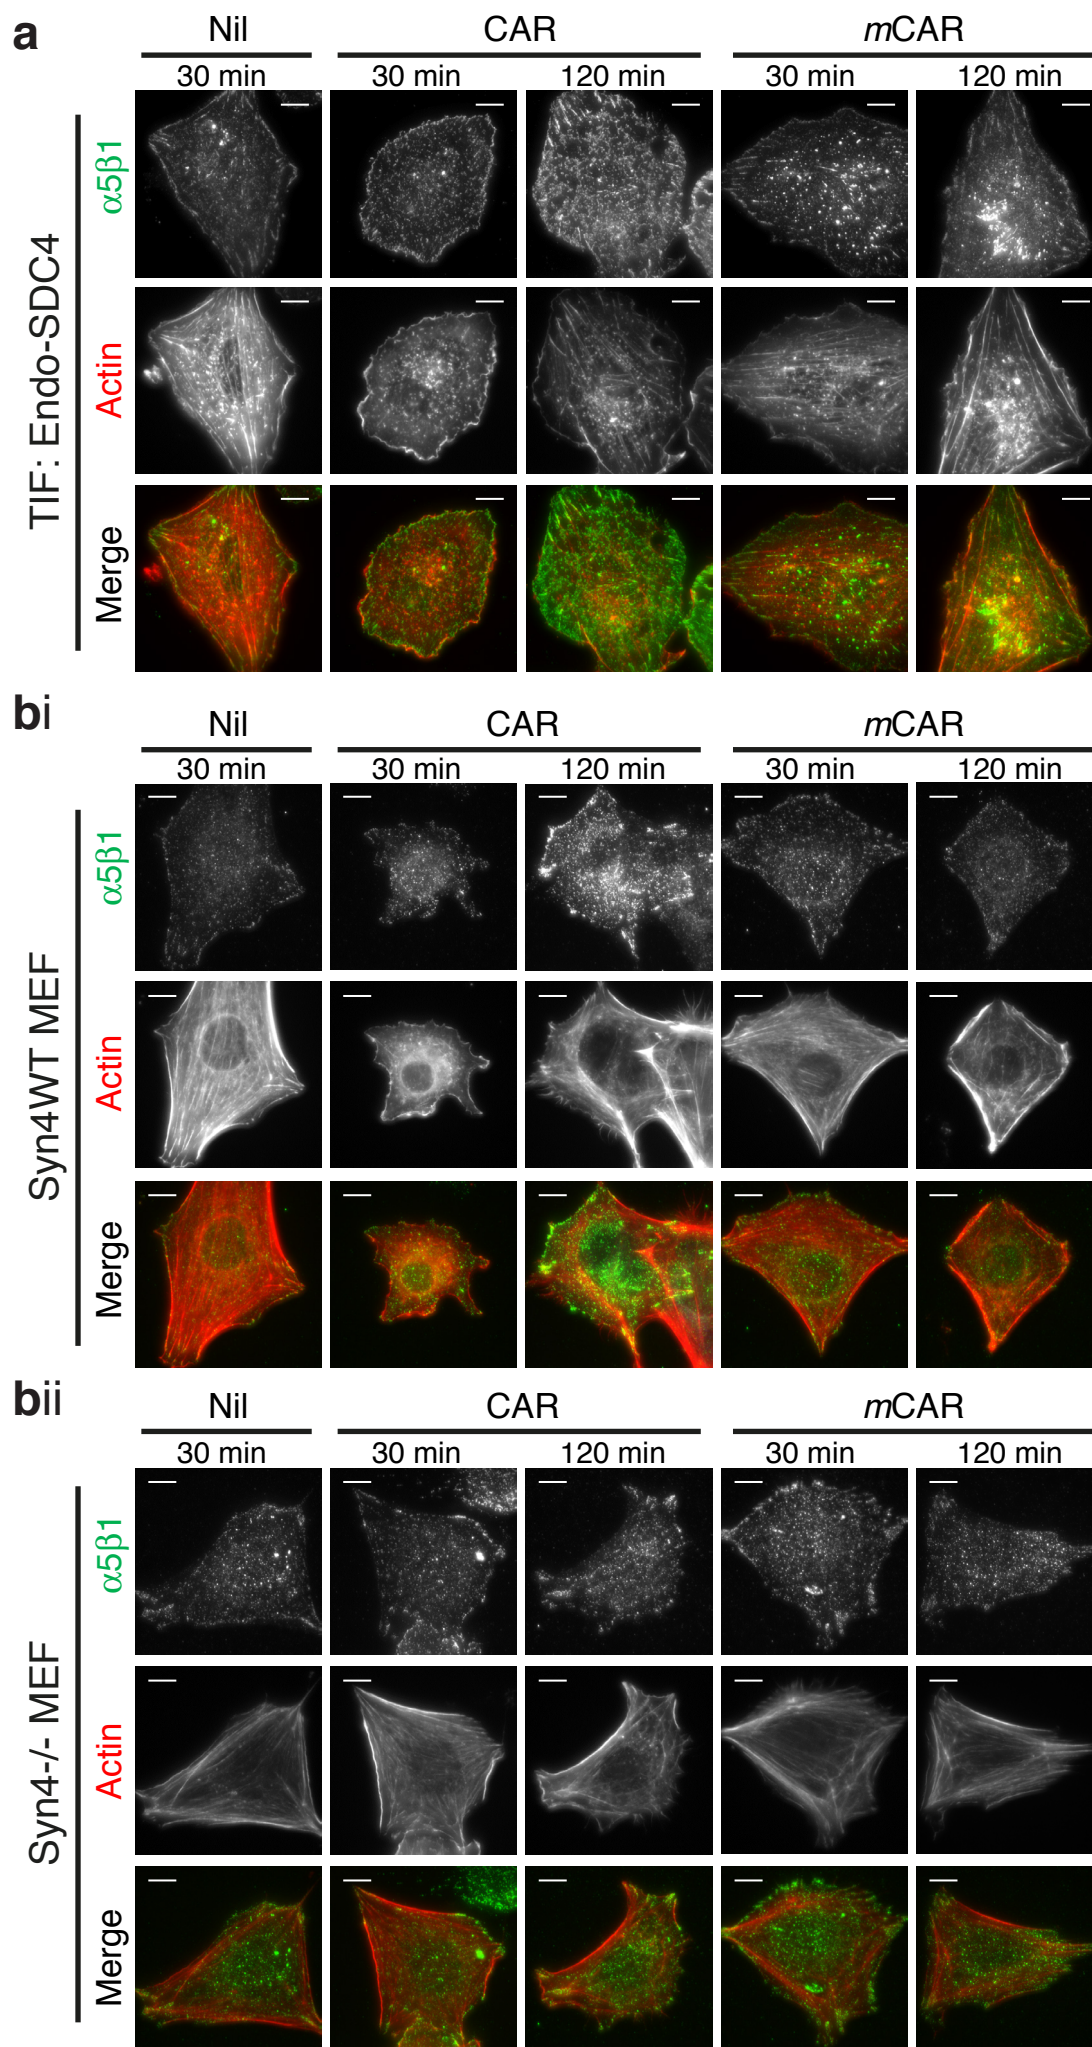 a
Nil CAR mCAR
30 min 30 min 120 min 30 min 120 min
TIF: Endo-SDC4
α5β1
Actin
Merge
bi
Nil CAR mCAR
30 min 30 min 120 min 30 min 120 min
Syn4WT MEF
α5β1
Actin
Merge
bii
Nil CAR mCAR
30 min 30 min 120 min 30 min 120 min
Syn4-/- MEF
α5β1
Actin
Merge